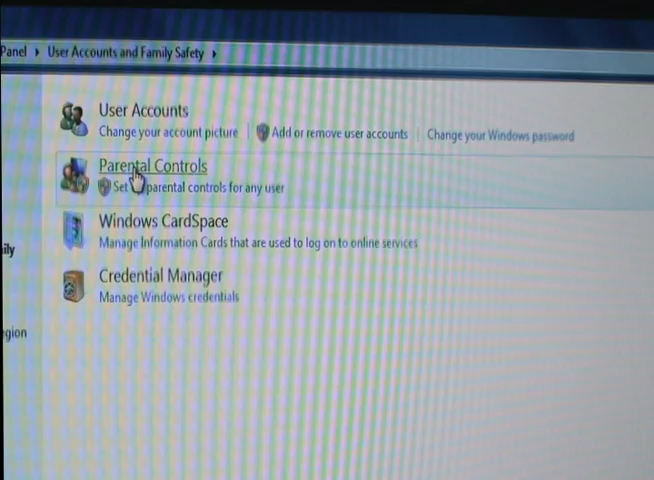 Panel ▸ User Accounts and Family Safety ▸
User Accounts
Change your account picture | Add or remove user accounts | Change your Windows password
Parental Controls
Set parental controls for any user
Windows CardSpace
Manage Information Cards that are used to log on to online services
ily
Credential Manager
Manage Windows credentials
egion